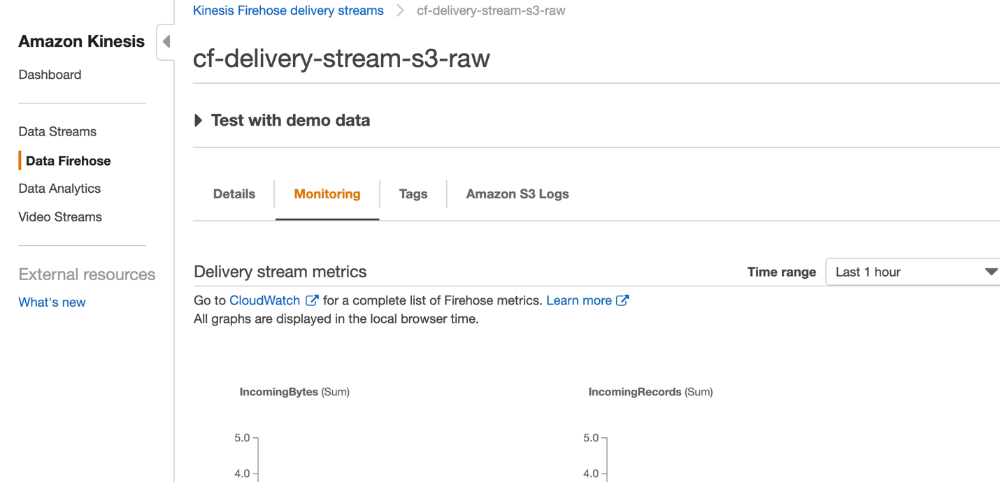 Kinesis Firehose delivery streams cf-delivery-stream-s3-raw
Amazon Kinesis
Dashboard
Data Streams
Data Firehose
Data Analytics
Video Streams
External resources
What's new
cf-delivery-stream-s3-raw
Test with demo data
Details Monitoring Tags Amazon S3 Logs
Delivery stream metrics
Time range Last 1 hour
Go to CloudWatch for a complete list of Firehose metrics. Learn more
All graphs are displayed in the local browser time.
IncomingBytes (Sum)
5.0
4.0
IncomingRecords (Sum)
5.0
4.0